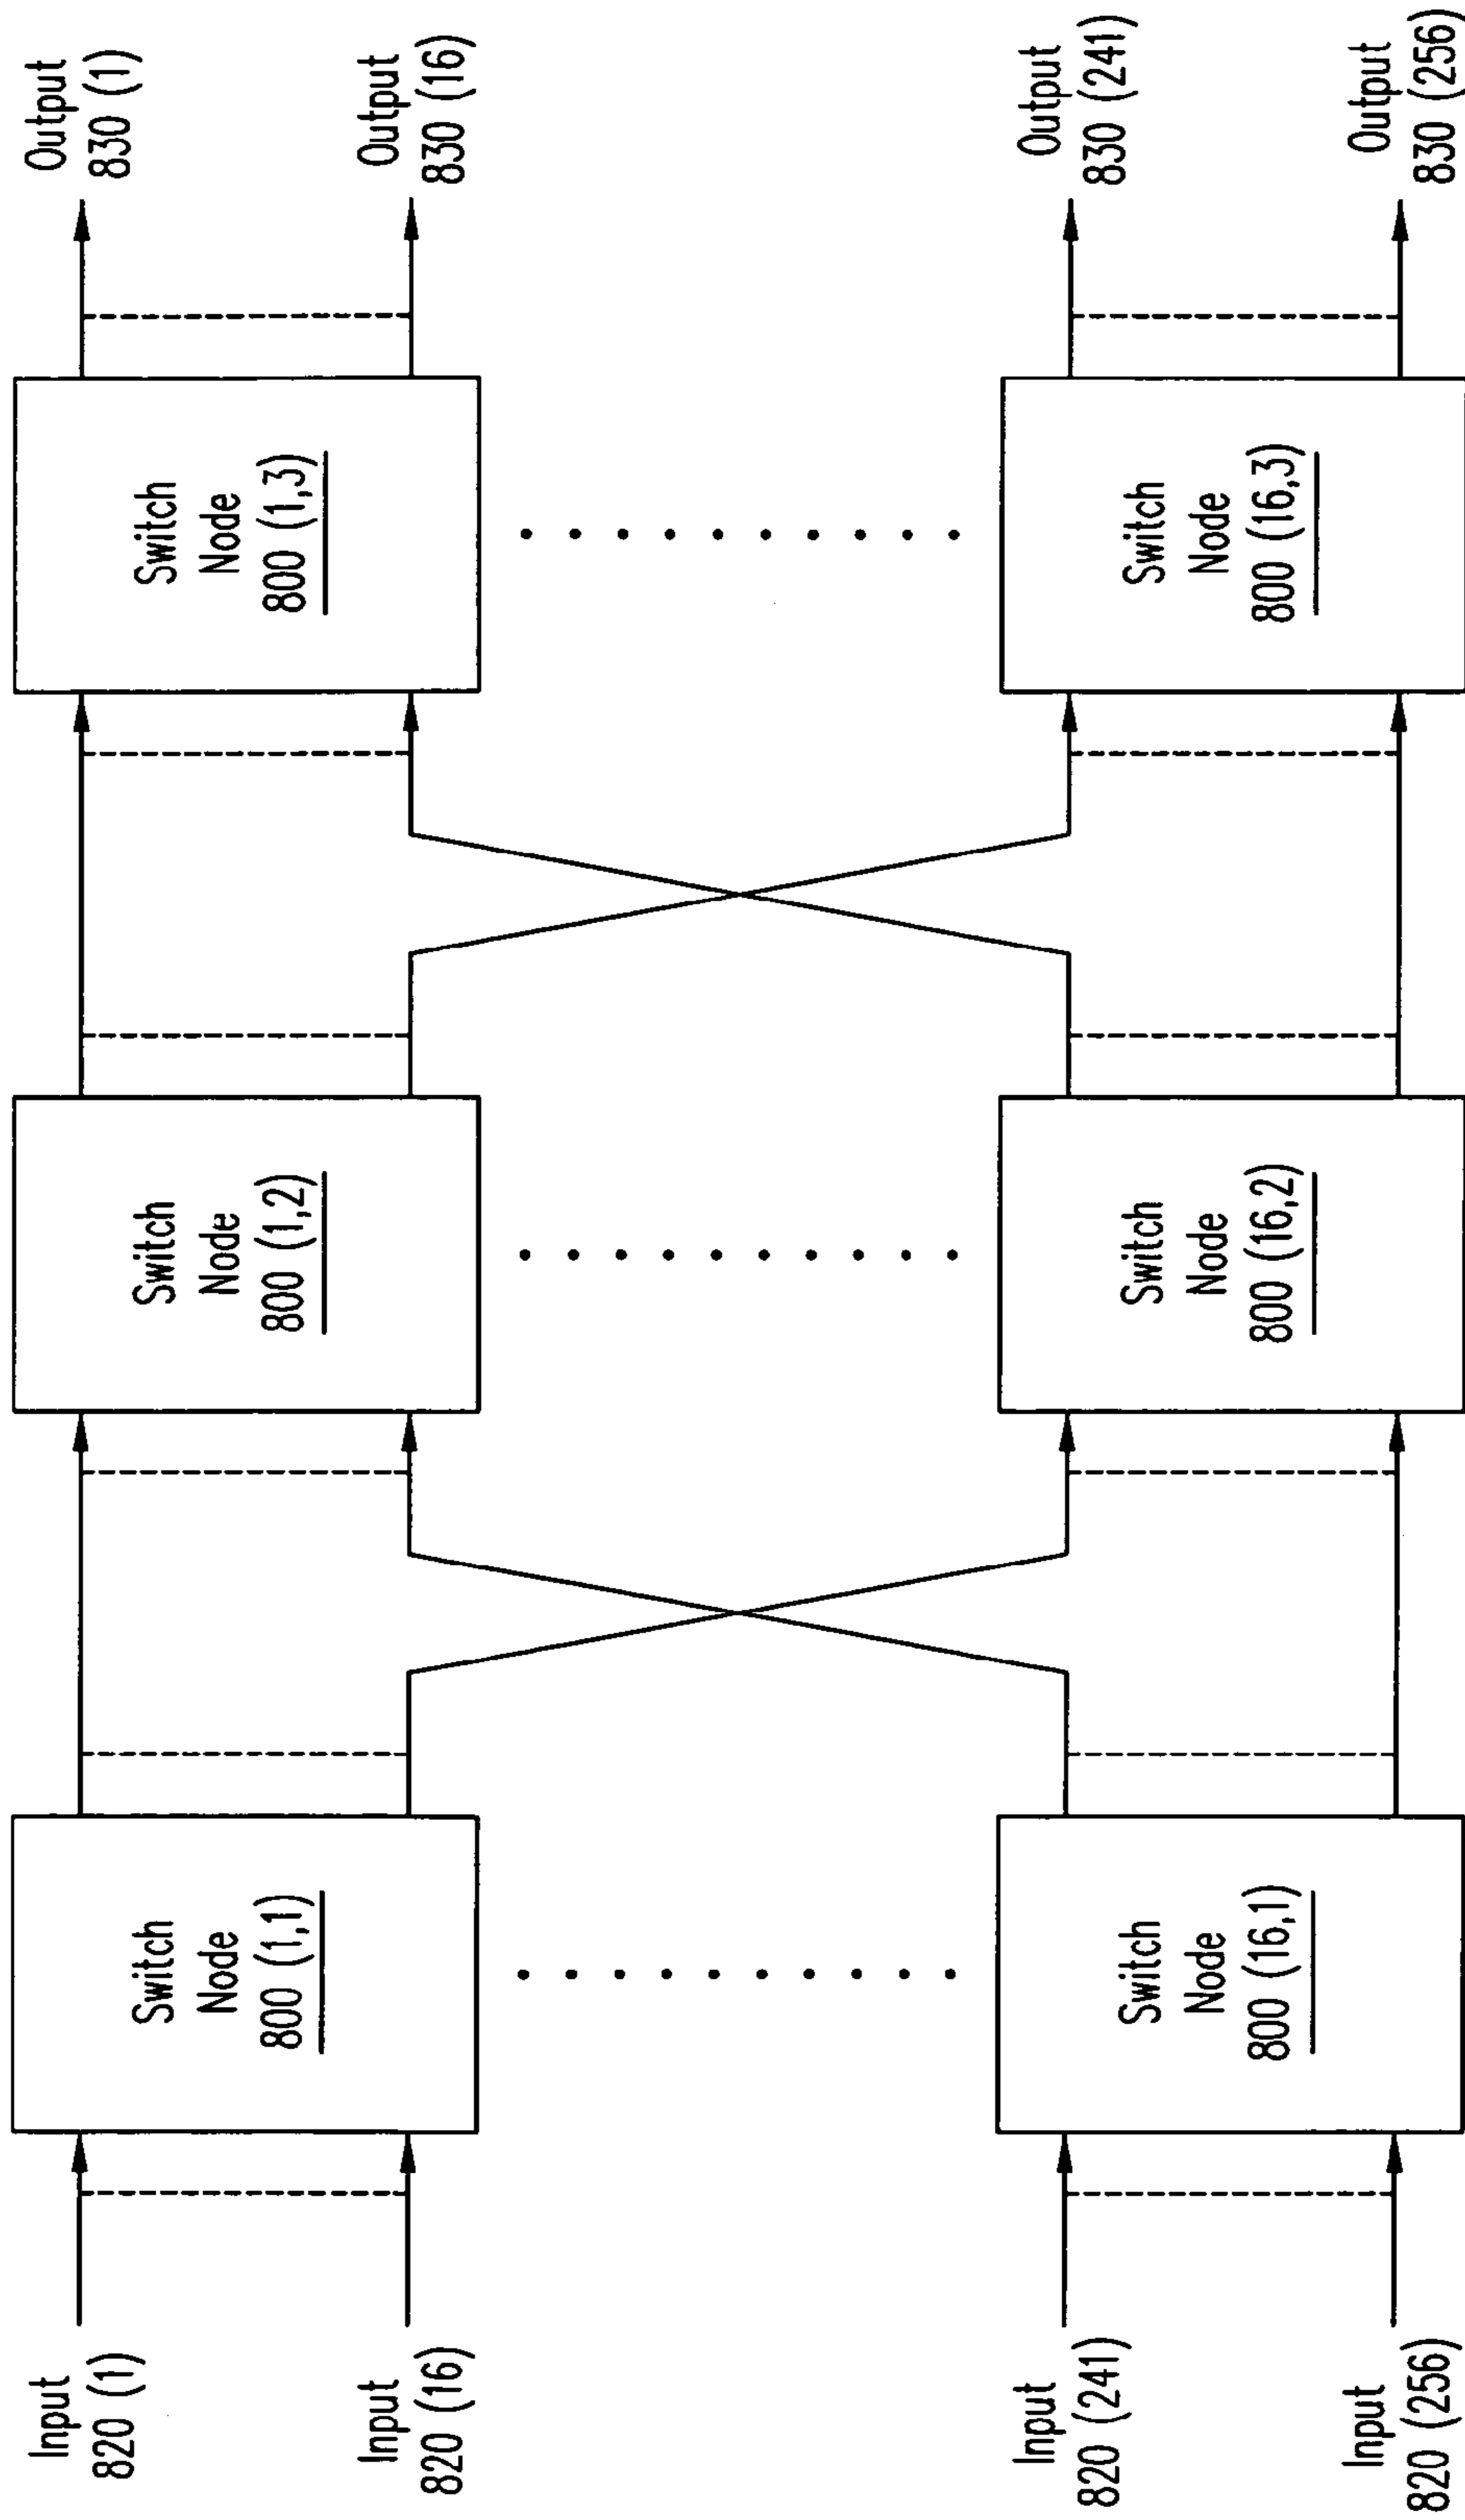 Input
820 (1)
Input
820 (16)
Input
820 (241)
Input
820 (256)
Switch
Node
800 (1,1)
Switch
Node
800 (16,1)
Switch
Node
800 (1,2)
Switch
Node
800 (16,2)
Switch
Node
800 (1,3)
Switch
Node
800 (16,3)
Output
830 (1)
Output
830 (16)
Output
830 (241)
Output
830 (256)